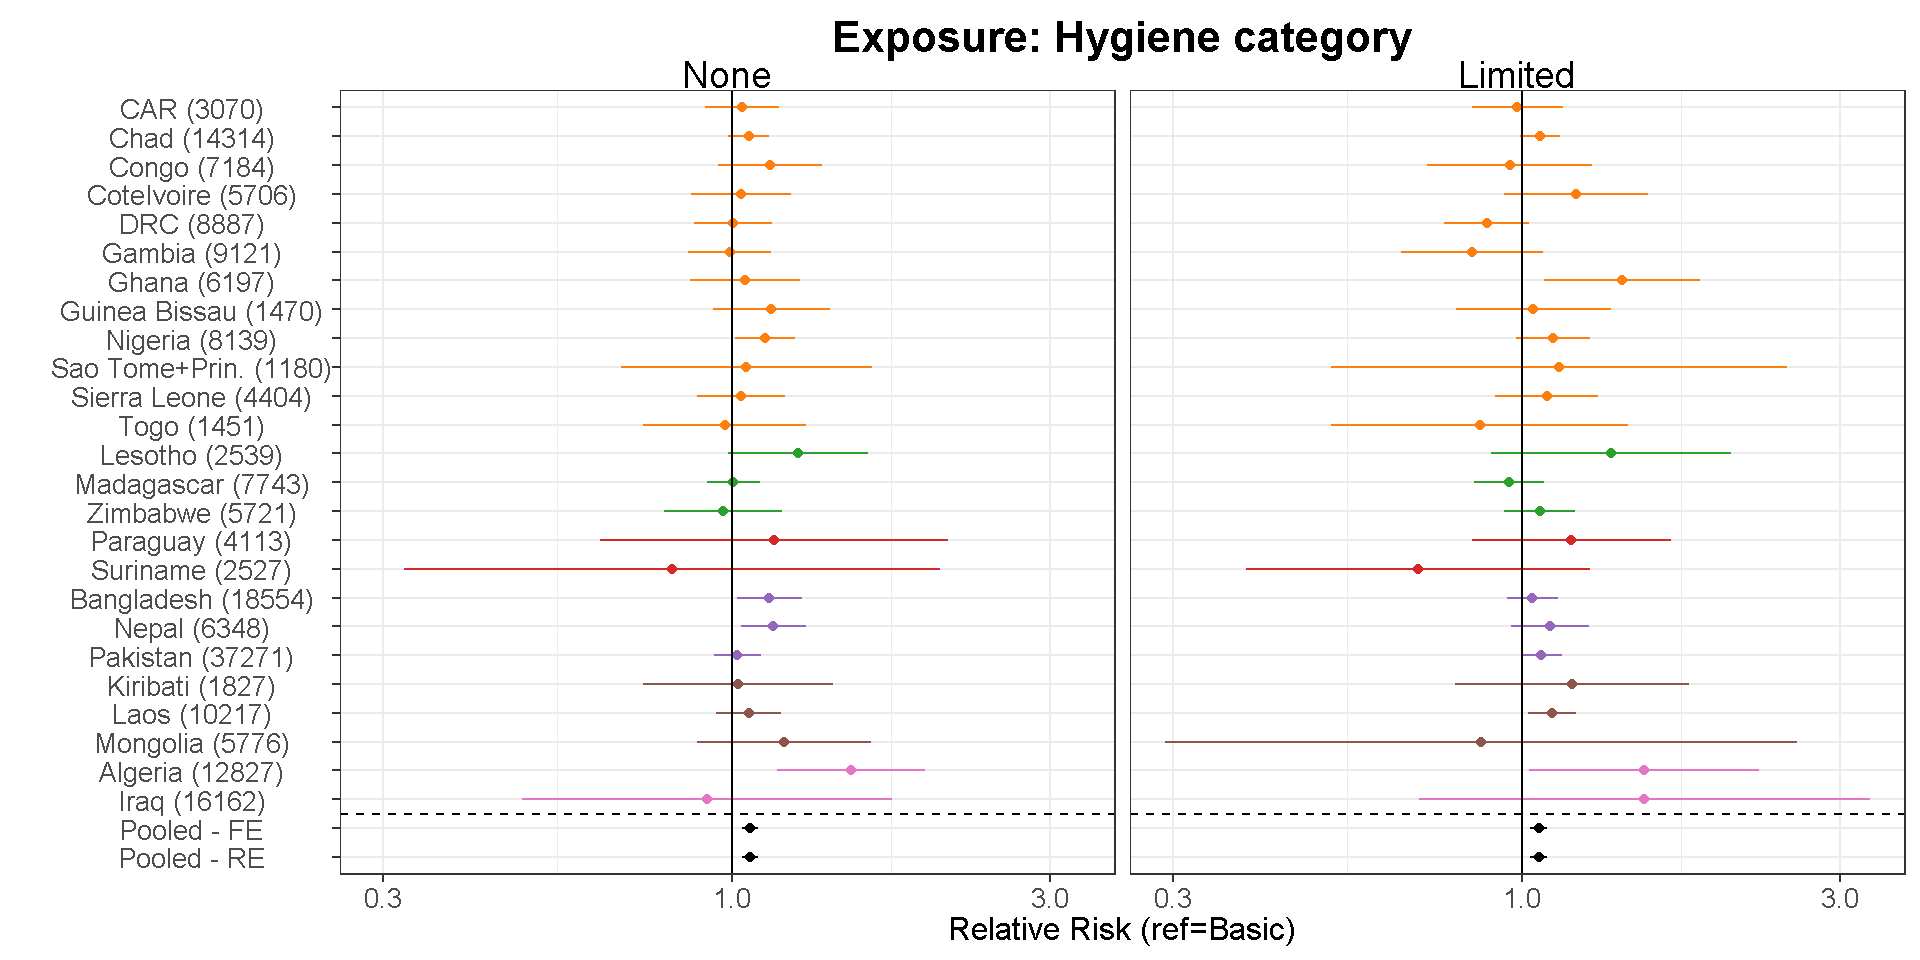 Exposure: Hygiene category
None
Limited
CAR (3070)
Chad (14314)
Congo (7184)
CoteIvoire (5706)
DRC (8887)
Gambia (9121)
Ghana (6197)
Guinea Bissau (1470)
Nigeria (8139)
Sao Tome+Prin. (1180)
Sierra Leone (4404)
Togo (1451)
Lesotho (2539)
Madagascar (7743)
Zimbabwe (5721)
Paraguay (4113)
Suriname (2527)
Bangladesh (18554)
Nepal (6348)
Pakistan (37271)
Kiribati (1827)
Laos (10217)
Mongolia (5776)
Algeria (12827)
Iraq (16162)
Pooled - FE
Pooled - RE
0.3 1.0 3.0 0.3 1.0 3.0
Relative Risk (ref=Basic)